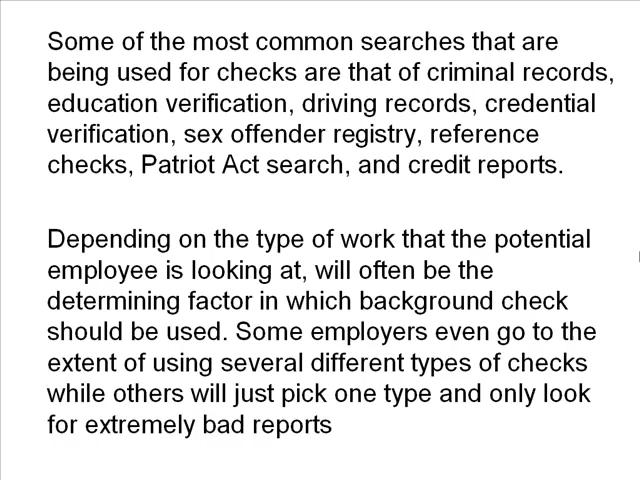 Some of the most common searches that are
being used for checks are that of criminal records,
education verification, driving records, credential
verification, sex offender registry, reference
checks, Patriot Act search, and credit reports.
Depending on the type of work that the potential
employee is looking at, will often be the
determining factor in which background check
should be used. Some employers even go to the
extent of using several different types of checks
while others will just pick one type and only look
for extremely bad reports